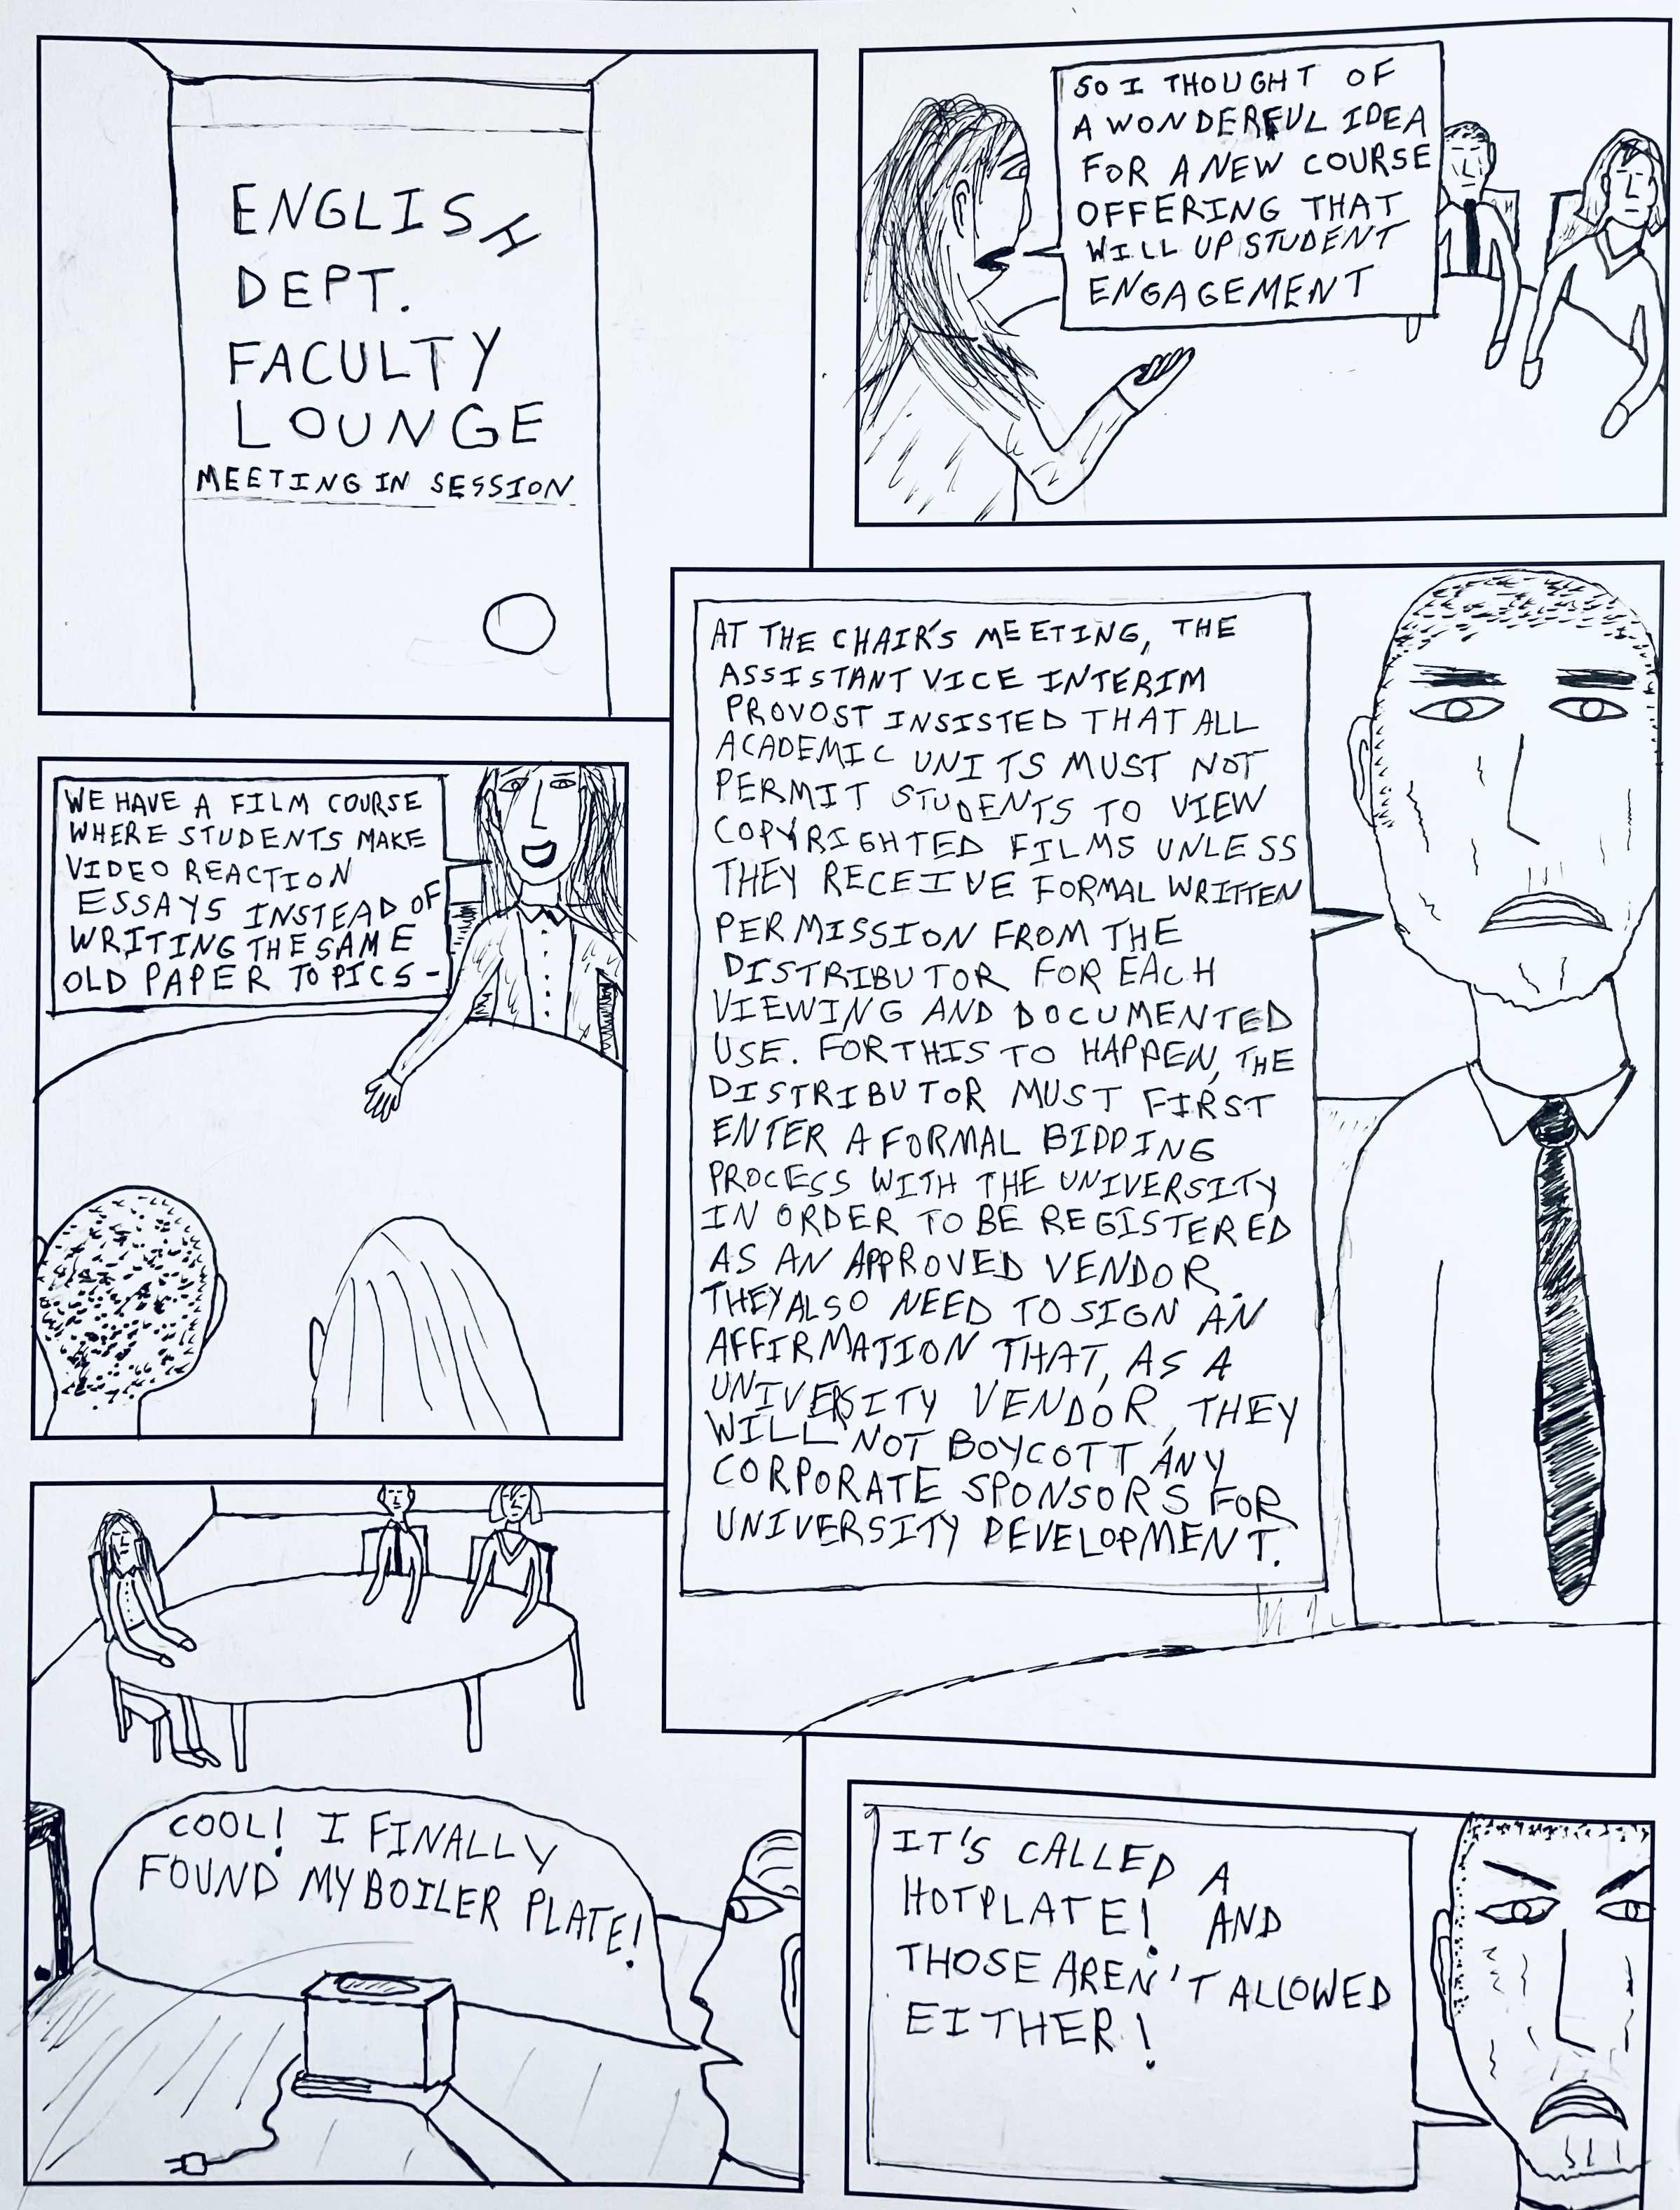 ENGLISH
DEPT.
FACULTY
LOUNGE
MEETING IN SESSION
SO I THOUGHT OF
A WONDERFUL IDEA
FOR A NEW COURSE
OFFERING THAT
WILL UP STUDENT
ENGAGEMENT
WE HAVE A FILM COURSE
WHERE STUDENTS MAKE
VIDEO REACTION
ESSAYS INSTEAD OF
WRITING THE SAME
OLD PAPER TOPICS -
AT THE CHAIR'S MEETING, THE
ASSISTANT VICE INTERIM
PROVOST INSISTED THAT ALL
ACADEMIC UNITS MUST NOT
PERMIT STUDENTS TO VIEW
COPYRIGHTED FILMS UNLESS
THEY RECEIVE FORMAL WRITTEN
PERMISSION FROM THE
DISTRIBUTOR FOR EACH
VIEWING AND DOCUMENTED
USE. FOR THIS TO HAPPEN, THE
DISTRIBUTOR MUST FIRST
ENTER A FORMAL BIDDING
PROCESS WITH THE UNIVERSITY
IN ORDER TO BE REGISTERED
AS AN APPROVED VENDOR.
THEY ALSO NEED TO SIGN AN
AFFIRMATION THAT, AS A
UNIVERSITY VENDOR, THEY
WILL NOT BOYCOTT ANY
CORPORATE SPONSORS FOR
UNIVERSITY DEVELOPMENT.
COOL! I FINALLY
FOUND MY BOILER PLATE!
IT'S CALLED A
HOTPLATE! AND
THOSE AREN'T ALLOWED
EITHER!